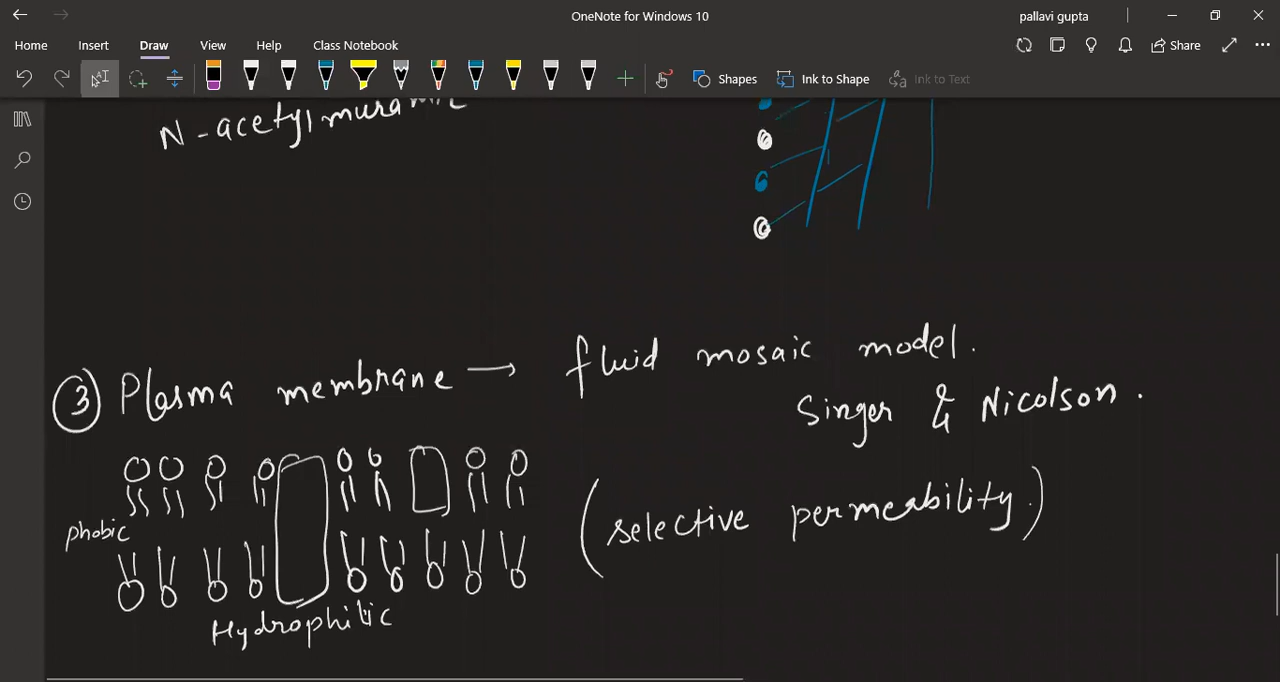 OneNote for Windows 10
pallavi gupta
Home Insert Draw View Help Class Notebook
Share
Shapes Ink to Shape Ink to Text
N-acetylmuramic
③ Plasma membrane → fluid mosaic model.
Singer & Nicolson.
(selective permeability)
phobic
Hydrophilic